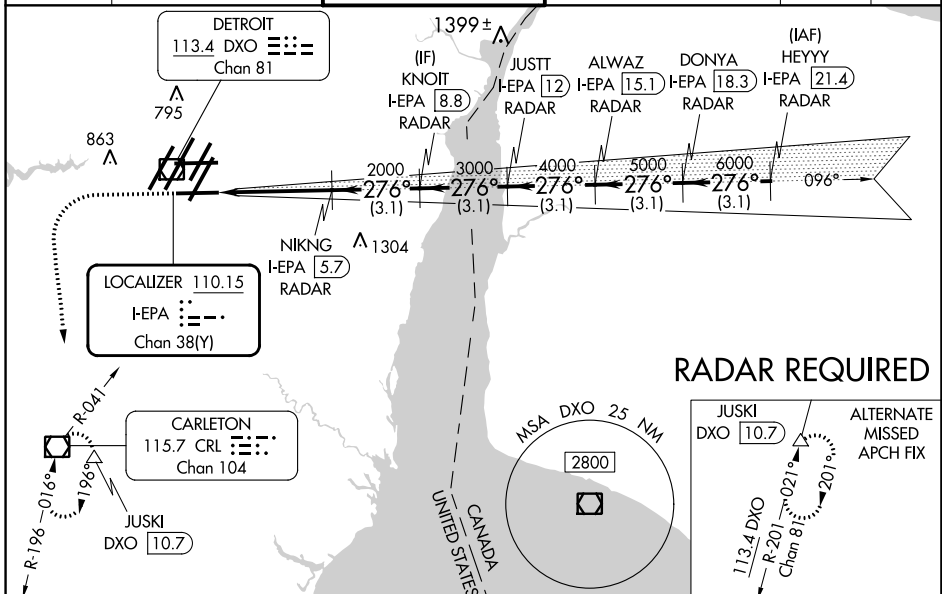 DETROIT
113.4 DXO
Chan 81
1399 ±
(IF)
KNOIT
I-EPA 8.8
RADAR
JUSTT
I-EPA 12
RADAR
ALWAZ
I-EPA 15.1
RADAR
DONYA
I-EPA 18.3
RADAR
(IAF)
HEYYY
I-EPA 21.4
RADAR
795
863
2000
3000
4000
5000
6000
276°
276°
276°
276°
276°
096°
(3.1)
(3.1)
(3.1)
(3.1)
(3.1)
NIKNG
I-EPA 5.7
RADAR
1304
LOCALIZER 110.15
I-EPA
Chan 38(Y)
RADAR REQUIRED
R-041
CARLETON
115.7 CRL
Chan 104
R-196
016°
196°
JUSKI
DXO 10.7
MSA DXO 25 NM
2800
CANADA
UNITED STATES
JUSKI
DXO 10.7
ALTERNATE
MISSED
APCH FIX
021°
201°
113.4 DXO
R-201
Chan 81